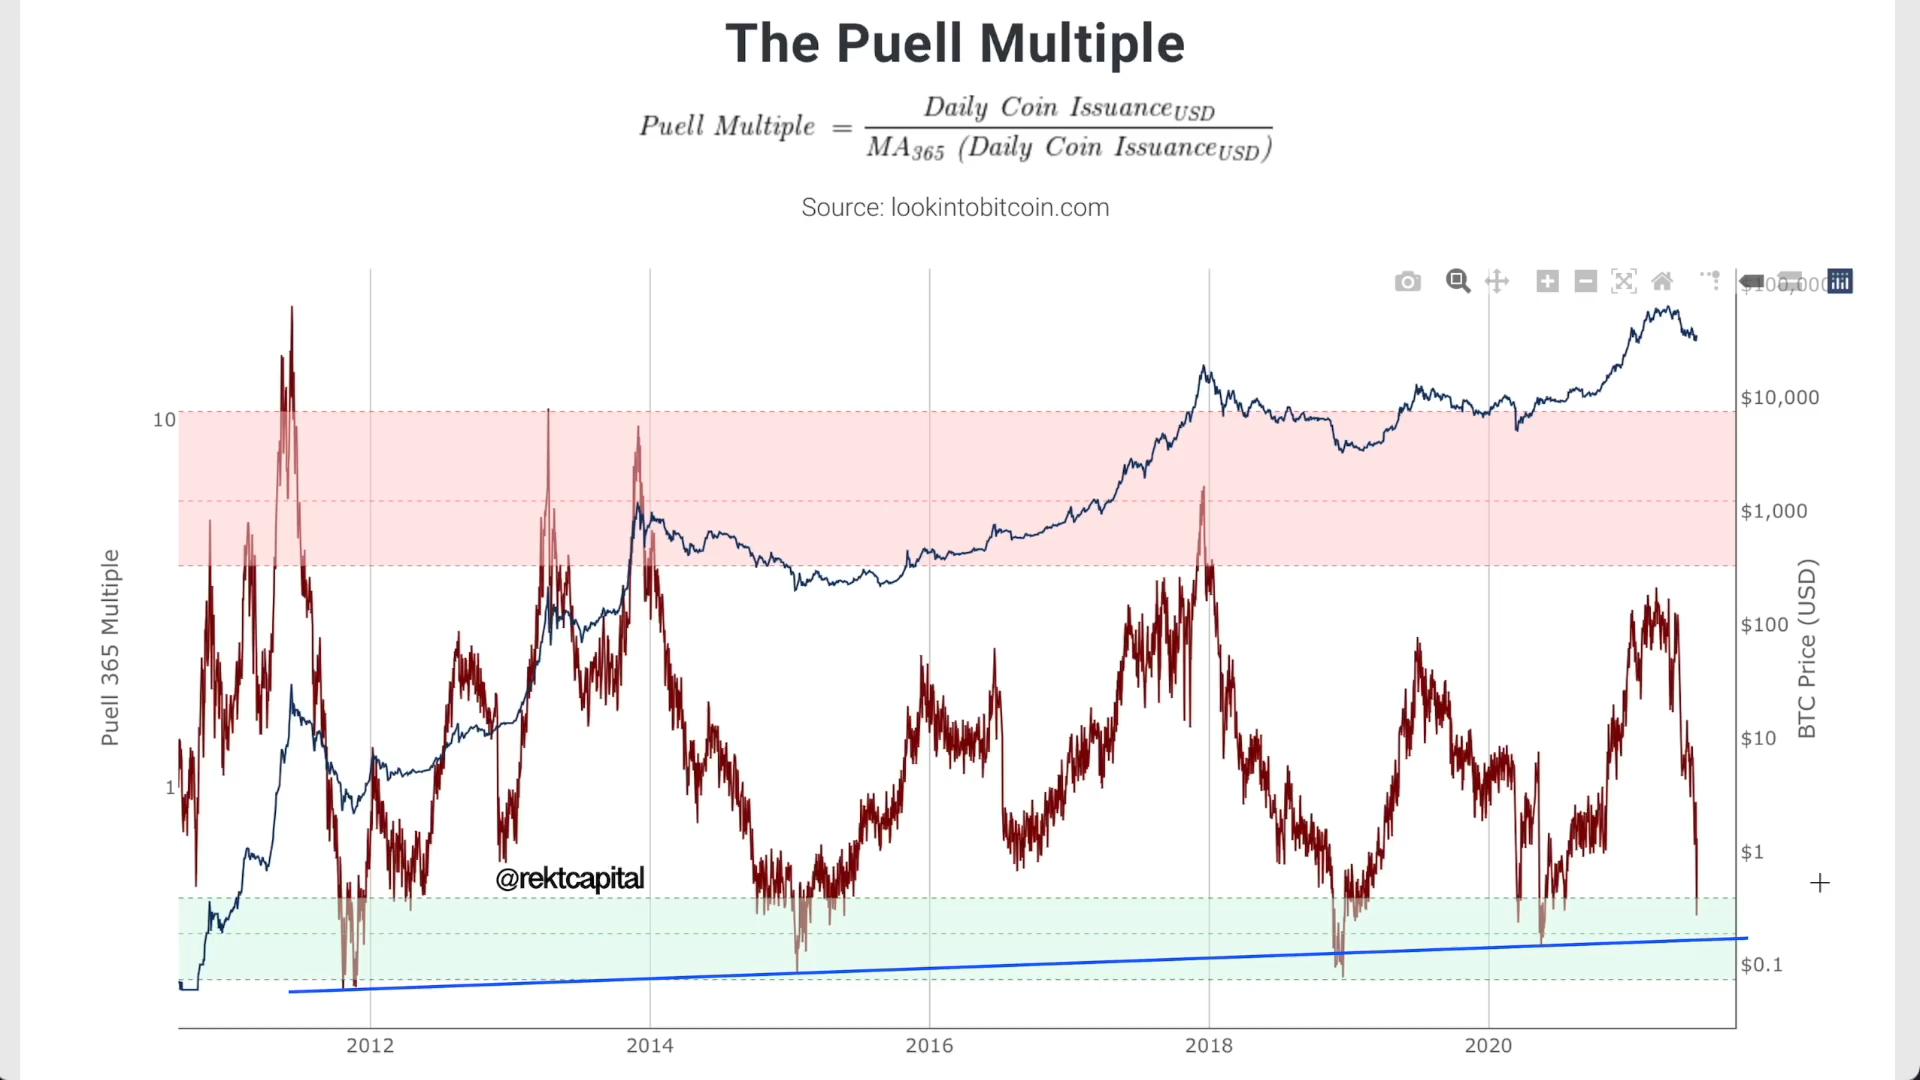 The Puell Multiple
Puell Multiple = Daily Coin IssuanceUSD / MA365 (Daily Coin IssuanceUSD)
Source: lookintobitcoin.com
$100,000
10
$10,000
$1,000
Puell 365 Multiple
BTC Price (USD)
$100
$10
1
$1
@rektcapital
$0.1
2012
2014
2016
2018
2020